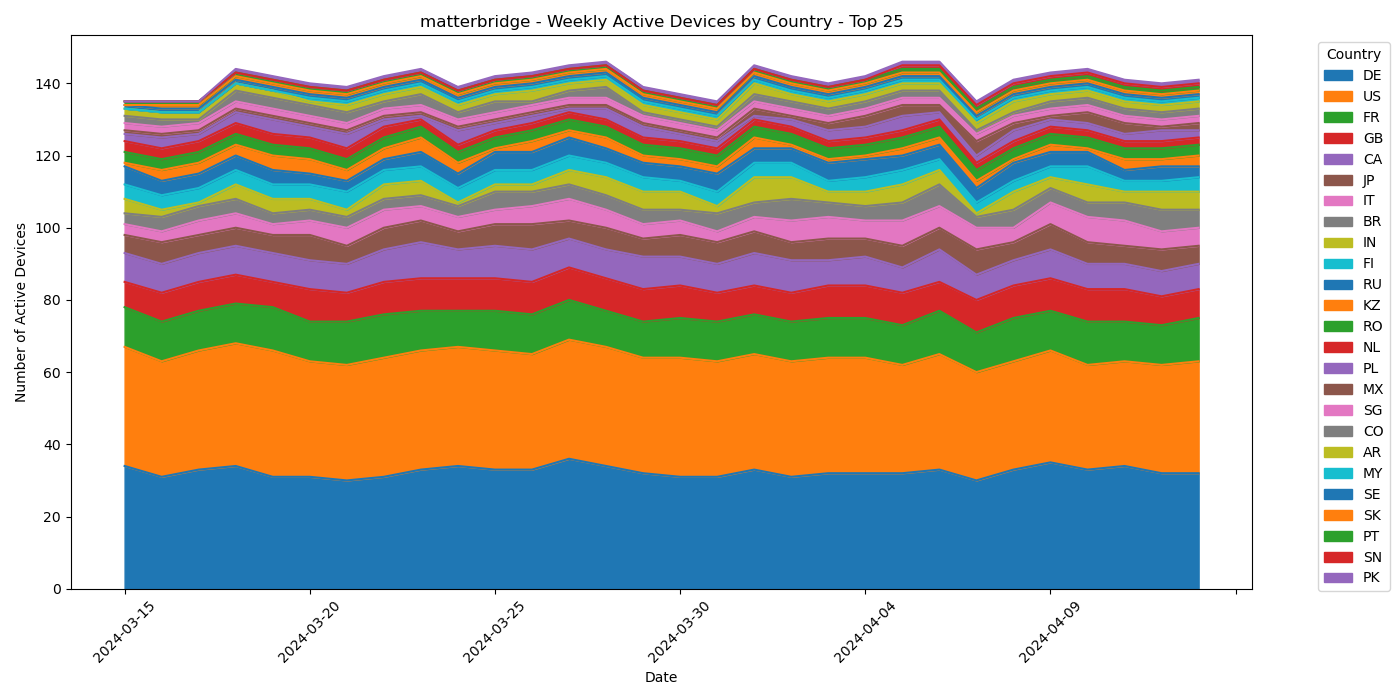 matterbridge - Weekly Active Devices by Country - Top 25
Number of Active Devices
140
120
100
80
60
40
20
0
2024-03-15
2024-03-20
2024-03-25
2024-03-30
2024-04-04
2024-04-09
Date
Country
DE
US
FR
GB
CA
JP
IT
BR
IN
FI
RU
KZ
RO
NL
PL
MX
SG
CO
AR
MY
SE
SK
PT
SN
PK